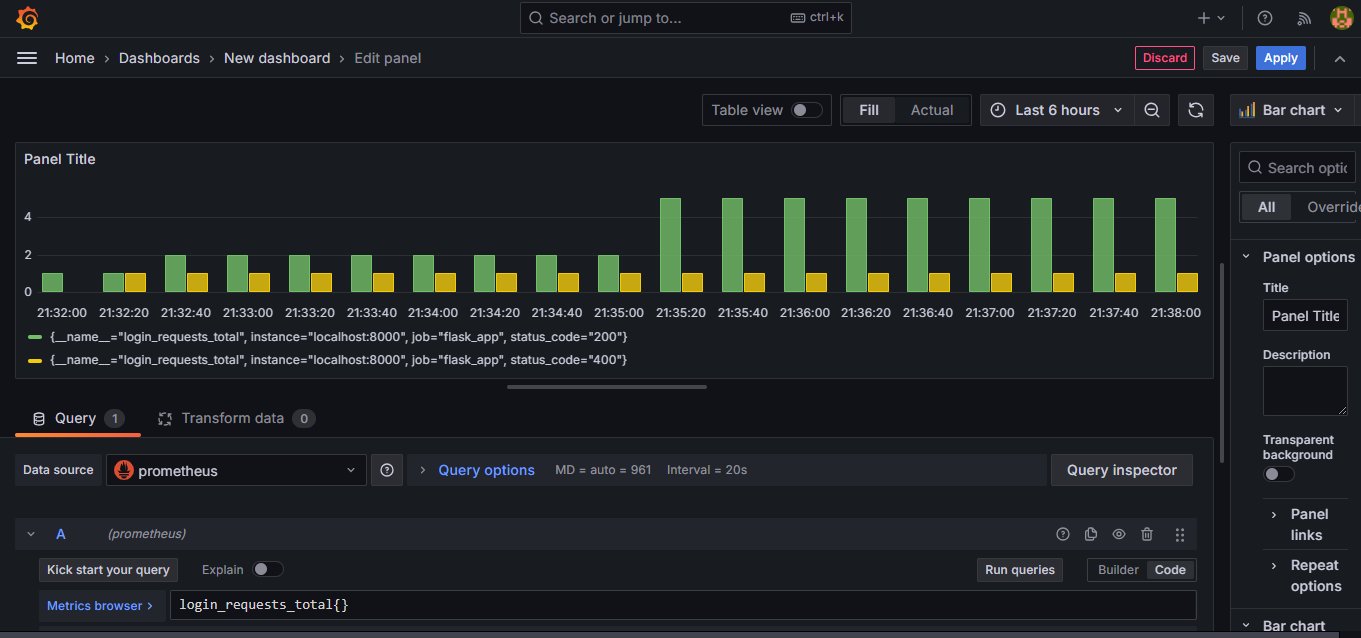 Search or jump to... ctrl+k
Home › Dashboards › New dashboard › Edit panel Discard Save Apply
Table view Fill Actual Last 6 hours Bar chart
Panel Title
4
2
0
21:32:00 21:32:20 21:32:40 21:33:00 21:33:20 21:33:40 21:34:00 21:34:20 21:34:40 21:35:00 21:35:20 21:35:40 21:36:00 21:36:20 21:36:40 21:37:00 21:37:20 21:37:40 21:38:00
{__name__="login_requests_total", instance="localhost:8000", job="flask_app", status_code="200"}
{__name__="login_requests_total", instance="localhost:8000", job="flask_app", status_code="400"}
Query 1 Transform data 0
Data source prometheus Query options MD = auto = 961 Interval = 20s Query inspector
A (prometheus)
Kick start your query Explain Run queries Builder Code
Metrics browser › login_requests_total{}
Search optic
All Override
Panel options
Title
Panel Title
Description
Transparent
background
Panel
links
Repeat
options
Bar chart